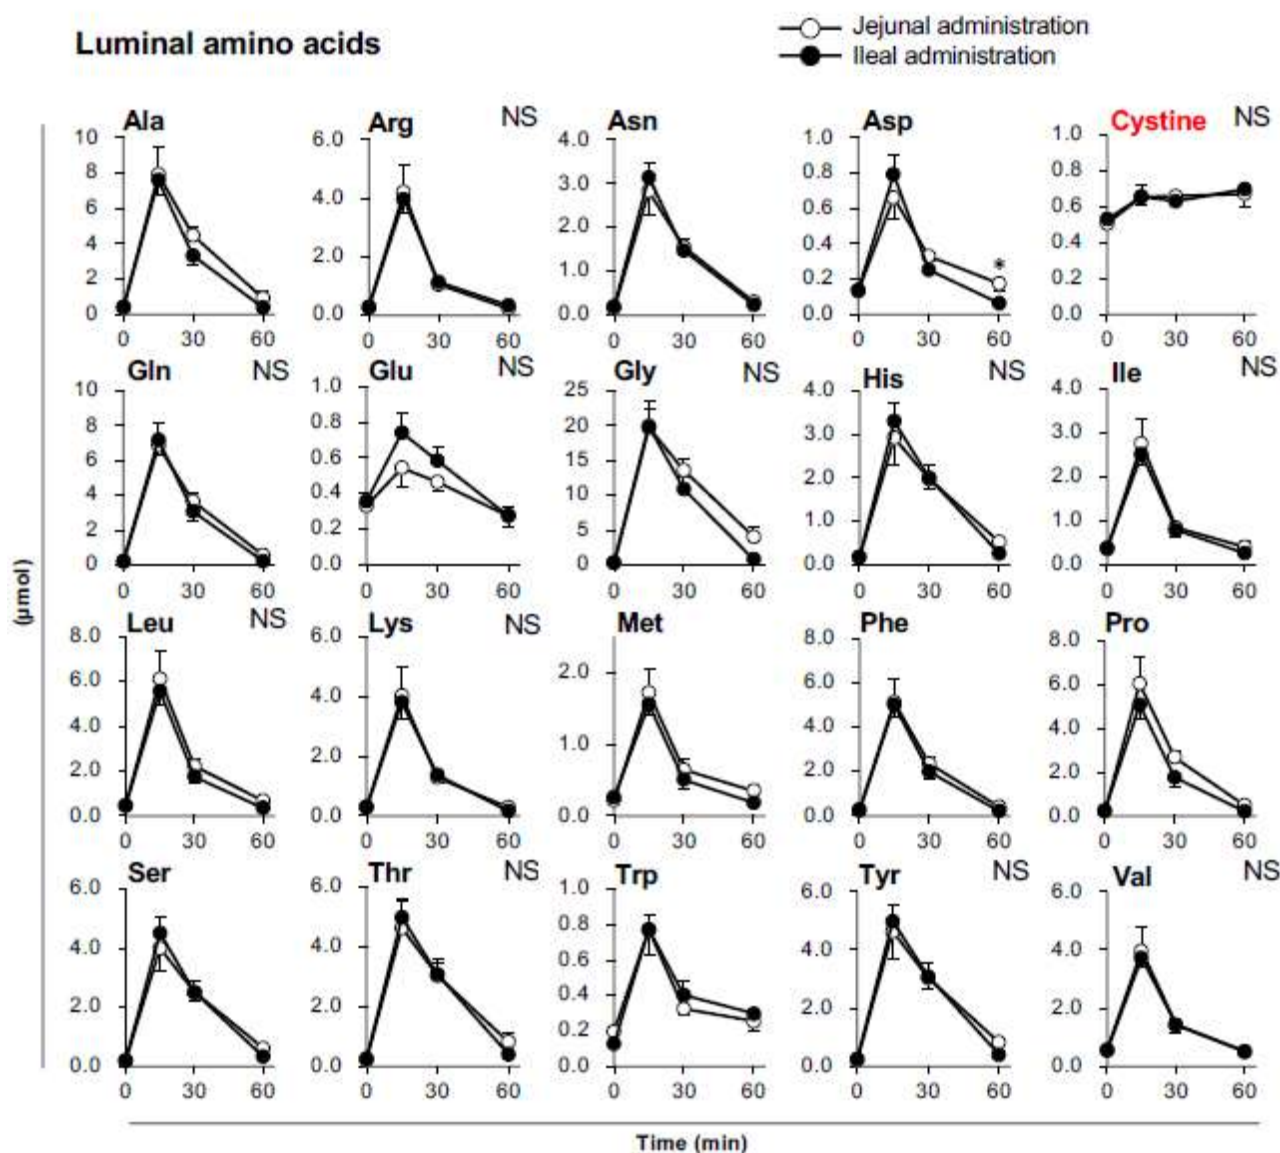 Luminal amino acids
Jejunal administration
Ileal administration
(µmol)
Ala
10
8
6
4
2
0
0 30 60
Arg NS
6.0
4.0
2.0
0.0
0 30 60
Asn
4.0
3.0
2.0
1.0
0.0
0 30 60
Asp
1.0
0.8
0.6
0.4
0.2
0.0
*
0 30 60
Cystine NS
1.0
0.8
0.6
0.4
0.2
0.0
0 30 60
Gln NS
10
8
6
4
2
0
0 30 60
Glu NS
1.0
0.8
0.6
0.4
0.2
0.0
0 30 60
Gly NS
25
20
15
10
5
0
0 30 60
His NS
4.0
3.0
2.0
1.0
0.0
0 30 60
Ile NS
4.0
3.0
2.0
1.0
0.0
0 30 60
Leu NS
8.0
6.0
4.0
2.0
0.0
0 30 60
Lys NS
6.0
4.0
2.0
0.0
0 30 60
Met
2.0
1.0
0.0
0 30 60
Phe
8.0
6.0
4.0
2.0
0.0
0 30 60
Pro
8.0
6.0
4.0
2.0
0.0
0 30 60
Ser
6.0
4.0
2.0
0.0
0 30 60
Thr NS
6.0
4.0
2.0
0.0
0 30 60
Trp
1.0
0.8
0.6
0.4
0.2
0.0
0 30 60
Tyr NS
6.0
4.0
2.0
0.0
0 30 60
Val NS
6.0
4.0
2.0
0.0
0 30 60
Time (min)